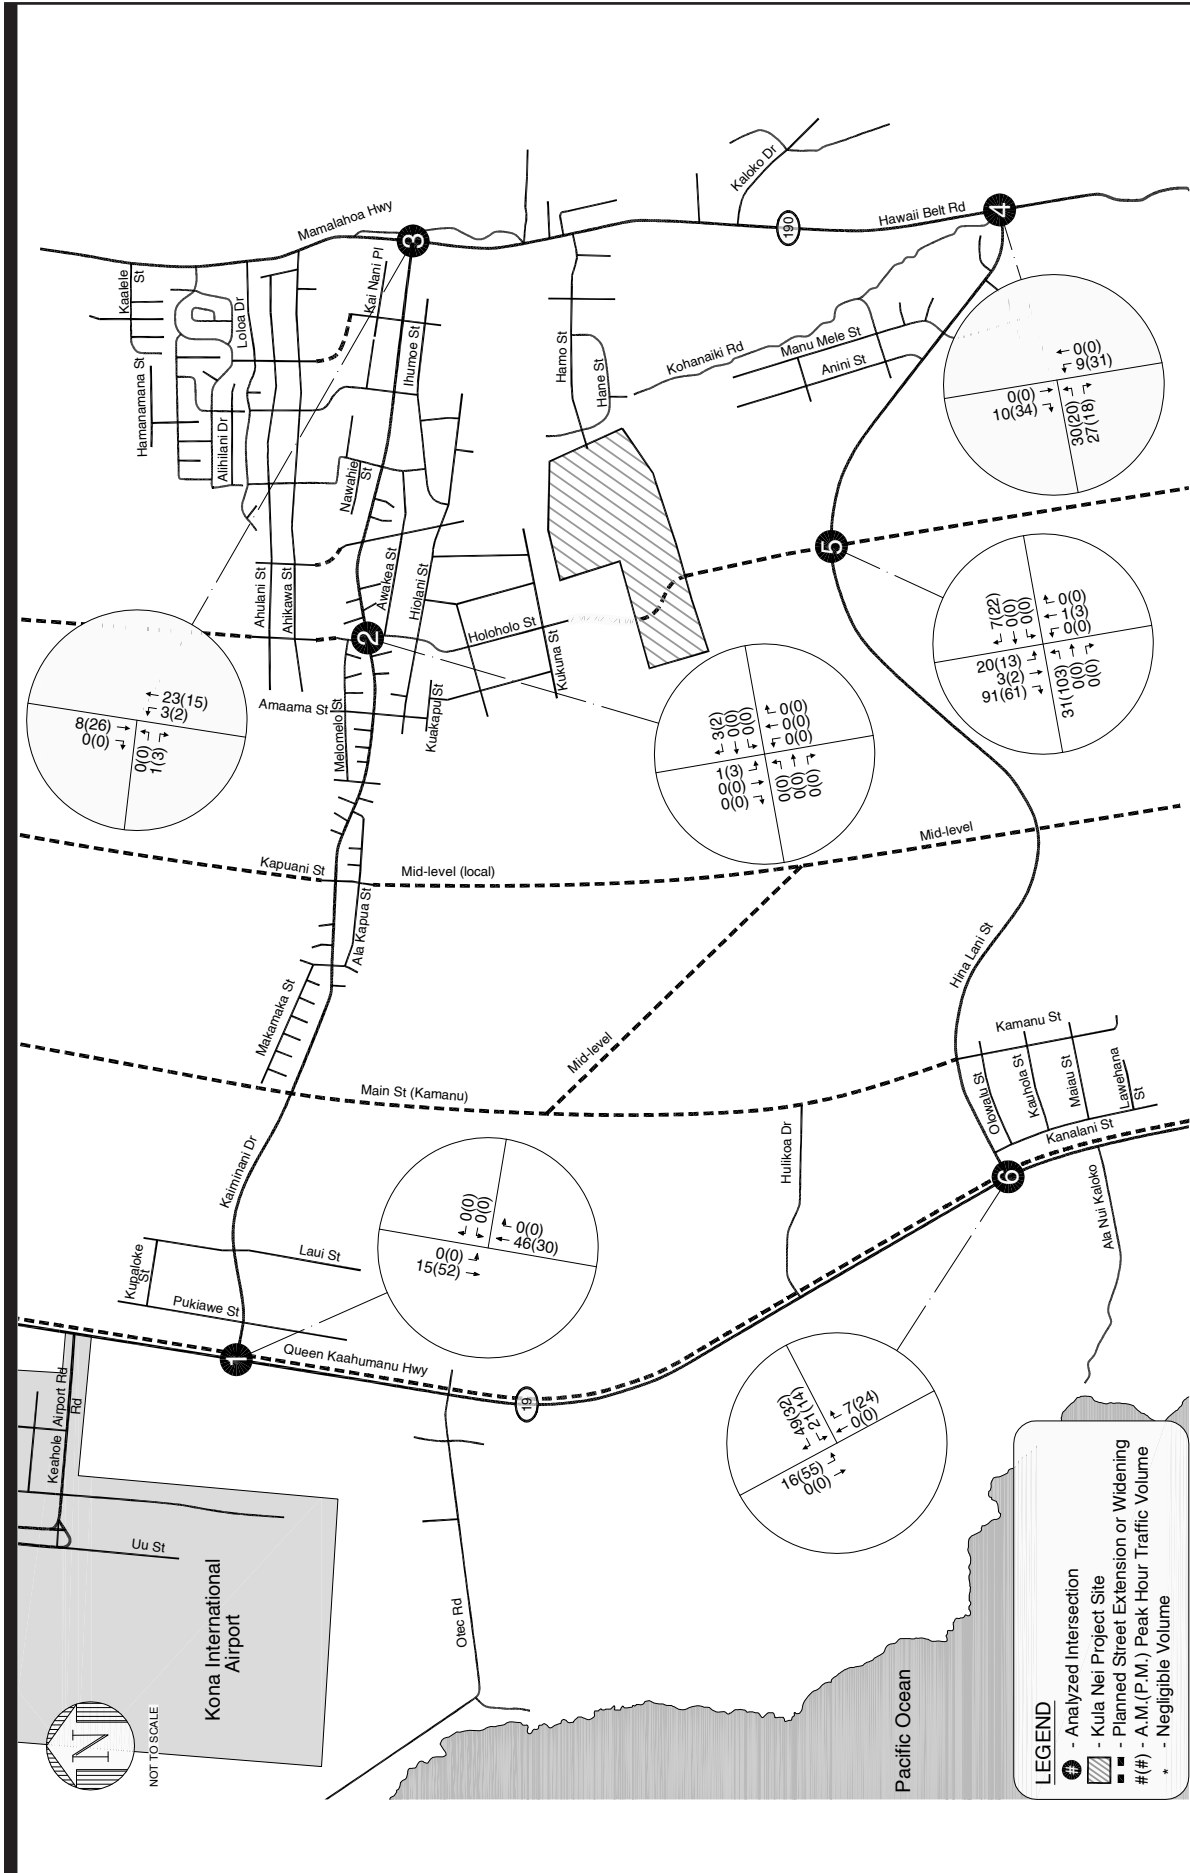 Mamalahoa Hwy
Kaalele
St
Loloa Dr
Kai Nani Pl
Hamanamana St
Alihilani Dr
Ihumoe St
Nawahie
St
Ahulani St
Ahikawa St
Awakea St
Hiolani St
Holoholo St
Kukuna St
Kuakapu St
Amaama St
Melomelo St
Hamo St
Hane St
Kohanaiki Rd
Manu Mele St
Anini St
Kaloko Dr
190
Hawaii Belt Rd
3
4
5
2
8(26)
0(0)
23(15)
3(2)
0(0)
1(3)
0(0)
10(34)
0(0)
9(31)
30(20)
27(18)
7(22)
0(0)
0(0)
20(13)
3(2)
91(61)
0(0)
1(3)
0(0)
31(103)
0(0)
0(0)
3(2)
0(0)
0(0)
1(3)
0(0)
0(0)
0(0)
0(0)
0(0)
0(0)
0(0)
0(0)
Kapuani St
Mid-level (local)
Mid-level
Ala Kapua St
Makamaka St
Mid-level
Main St (Kamanu)
Hina Lani St
Kaiminani Dr
Kamanu St
Olowalu St
Kauhola St
Maiau St
Lawehana
St
Kanalani St
Hulikoa Dr
Ala Nui Kaloko
6
Kupaloke
St
Laui St
Pukiawe St
1
Queen Kaahumanu Hwy
19
0(0)
0(0)
0(0)
15(52)
0(0)
46(30)
49(32)
21(14)
16(55)
0(0)
7(24)
0(0)
Keahole Airport Rd
Rd
Uu St
Otec Rd
Kona International
Airport
Pacific Ocean
N
NOT TO SCALE
LEGEND
# - Analyzed Intersection
- Kula Nei Project Site
- Planned Street Extension or Widening
#(#) - A.M.(P.M.) Peak Hour Traffic Volume
* - Negligible Volume